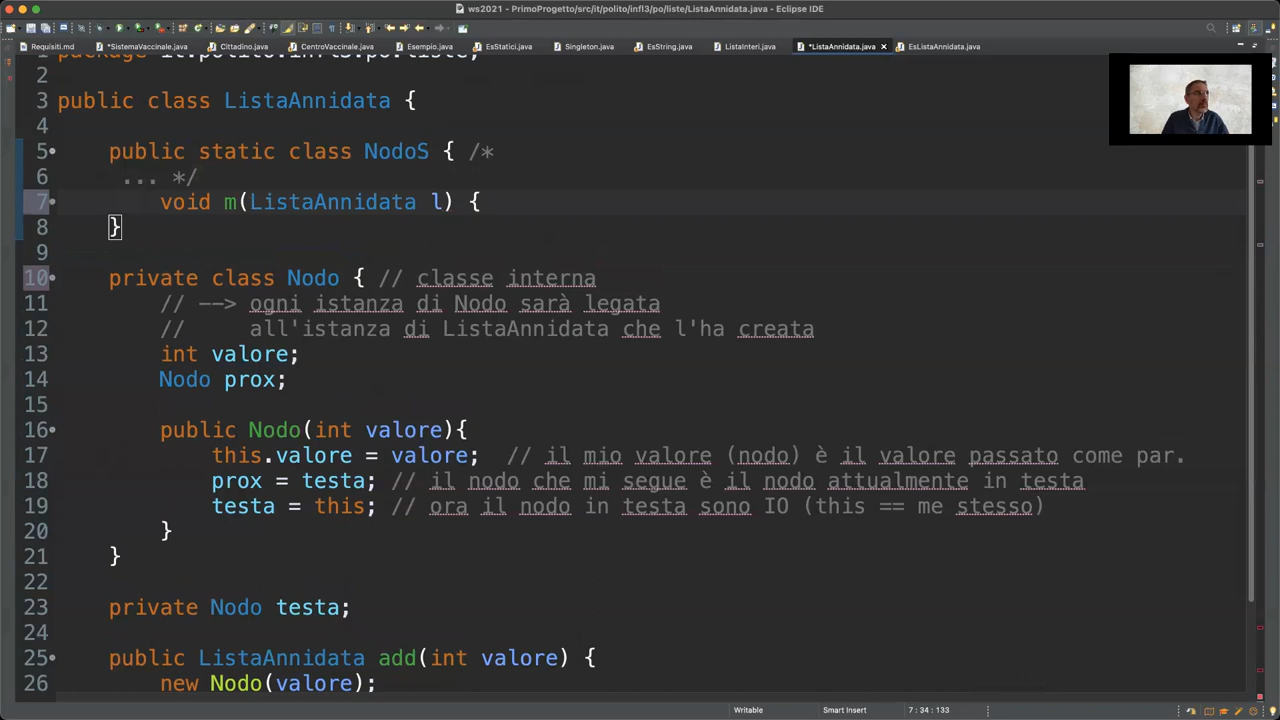 ws2021 - PrimoProgetto/src/it/polito/infl3/po/liste/ListaAnnidata.java - Eclipse IDE
Requisiti.md *SistemaVaccinale.java Cittadino.java CentroVaccinale.java Esempio.java EsStatici.java Singleton.java EsString.java ListaInteri.java *ListaAnnidata.java EsListaAnnidata.java
1 package it.polito.infl3.po.liste;
2
3 public class ListaAnnidata {
4
5 public static class NodoS { /*
6 ... */
7 void m(ListaAnnidata l) {
8 }
9
10 private class Nodo { // classe interna
11 // --> ogni istanza di Nodo sarà legata
12 // all'istanza di ListaAnnidata che l'ha creata
13 int valore;
14 Nodo prox;
15
16 public Nodo(int valore){
17 this.valore = valore; // il mio valore (nodo) è il valore passato come par.
18 prox = testa; // il nodo che mi segue è il nodo attualmente in testa
19 testa = this; // ora il nodo in testa sono IO (this == me stesso)
20 }
21 }
22
23 private Nodo testa;
24
25 public ListaAnnidata add(int valore) {
26 new Nodo(valore);
Writable Smart Insert 7 : 34 : 133